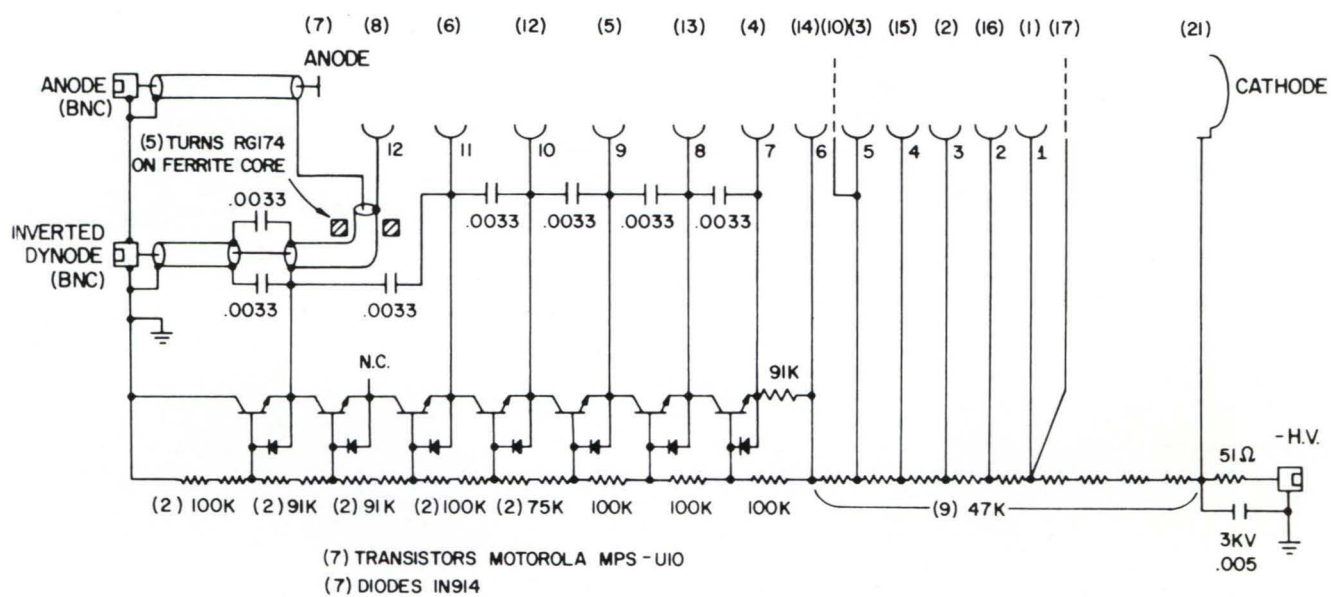 (7) (8) (6) (12) (5) (13) (4) (14) (10) (3) (15) (2) (16) (1) (17) (21)
ANODE
ANODE
(BNC)
CATHODE
(5) TURNS RG174
ON FERRITE CORE
12 11 10 9 8 7 6 5 4 3 2 1
.0033
.0033 .0033 .0033 .0033
INVERTED
DYNODE
(BNC)
.0033 .0033
N.C.
91K
-H.V.
51Ω
(2) 100K (2) 91K (2) 91K (2) 100K (2) 75K 100K 100K 100K (9) 47K
3KV
.005
(7) TRANSISTORS MOTOROLA MPS-U10
(7) DIODES IN914